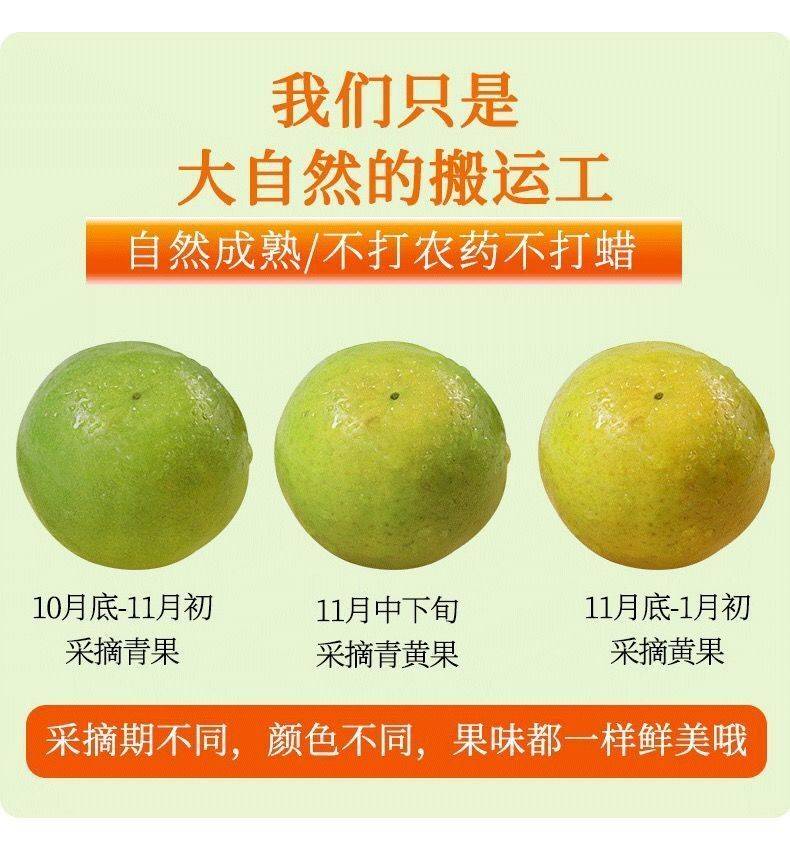 我们只是
大自然的搬运工
自然成熟/不打农药不打蜡
10月底-11月初
采摘青果
11月中下旬
采摘青黄果
11月底-1月初
采摘黄果
采摘期不同，颜色不同，果味都一样鲜美哦